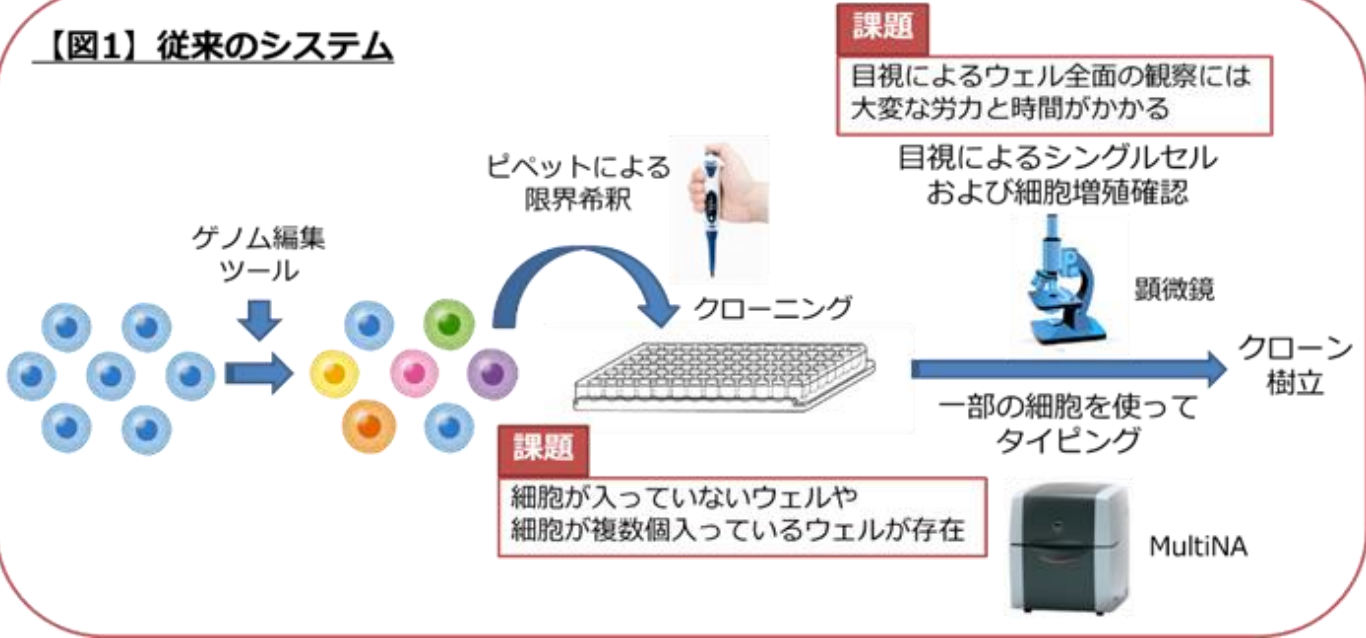 【図1】従来のシステム
課題
目視によるウェル全面の観察には
大変な労力と時間がかかる
ピペットによる
限界希釈
目視によるシングルセル
および細胞増殖確認
ゲノム編集
ツール
顕微鏡
クローニング
クローン
樹立
一部の細胞を使って
タイピング
課題
細胞が入っていないウェルや
細胞が複数個入っているウェルが存在
MultiNA